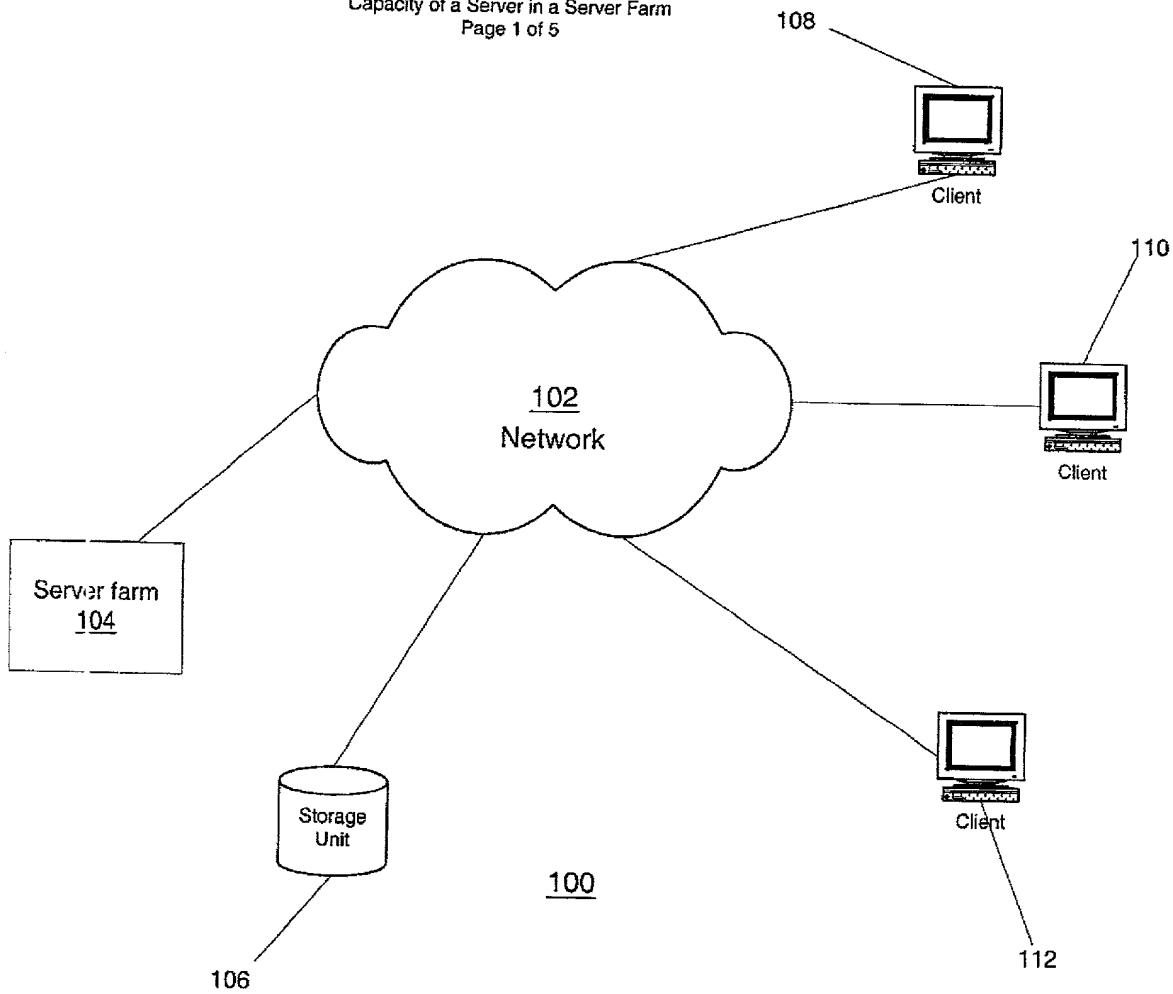 Capacity of a Server in a Server Farm
Page 1 of 5
108
Client
110
102
Network
Client
Server farm
104
Storage
Unit
Client
100
106
112